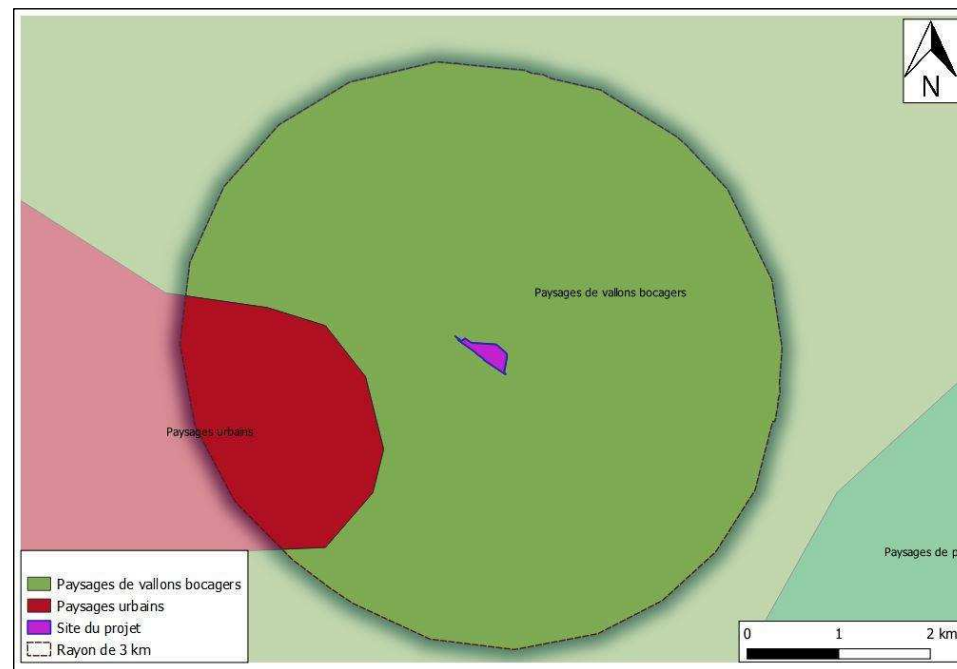 N
Paysages de vallons bocagers
Paysages urbains
Paysages de p
Paysages de vallons bocagers
Paysages urbains
Site du projet
Rayon de 3 km
0 1 2 km